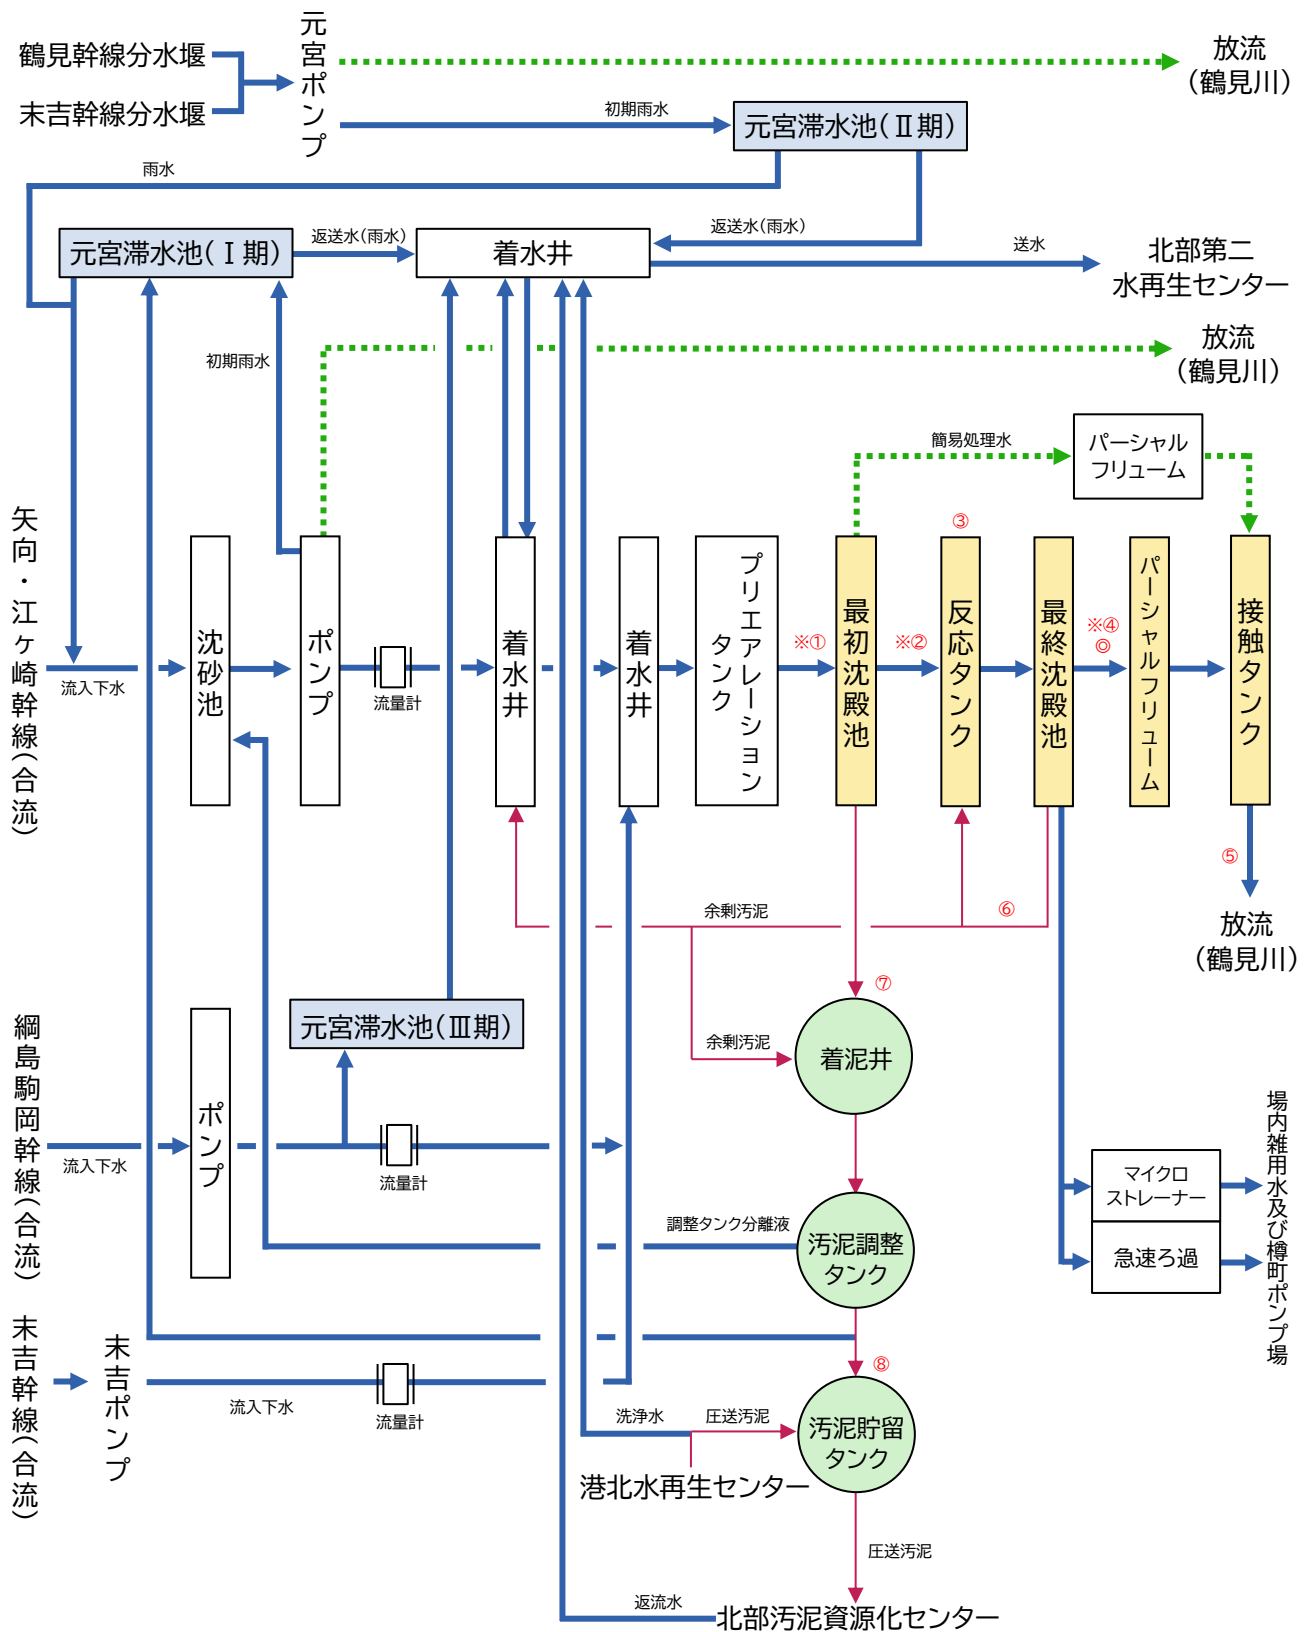 鶴見幹線分水堰
末吉幹線分水堰
元宮ポンプ
放流
(鶴見川)
初期雨水
元宮滞水池(Ⅱ期)
雨水
元宮滞水池(Ⅰ期)
返送水(雨水)
着水井
返送水(雨水)
送水
北部第二
水再生センター
初期雨水
放流
(鶴見川)
簡易処理水
パーシャル
フリューム
矢向・江ヶ崎幹線(合流)
流入下水
沈砂池
ポンプ
流量計
着水井
着水井
プリエアレーション
タンク
※①
最初沈殿池
※②
③
反応タンク
最終沈殿池
※④
◎
パーシャルフリューム
接触タンク
⑤
放流
(鶴見川)
余剰汚泥
⑥
⑦
余剰汚泥
着泥井
綱島駒岡幹線(合流)
流入下水
ポンプ
元宮滞水池(Ⅲ期)
流量計
調整タンク分離液
汚泥調整
タンク
マイクロ
ストレーナー
急速ろ過
場内雑用水及び樽町ポンプ場
末吉幹線(合流)
末吉ポンプ
流入下水
流量計
⑧
洗浄水
圧送汚泥
汚泥貯留
タンク
港北水再生センター
圧送汚泥
返流水
北部汚泥資源化センター